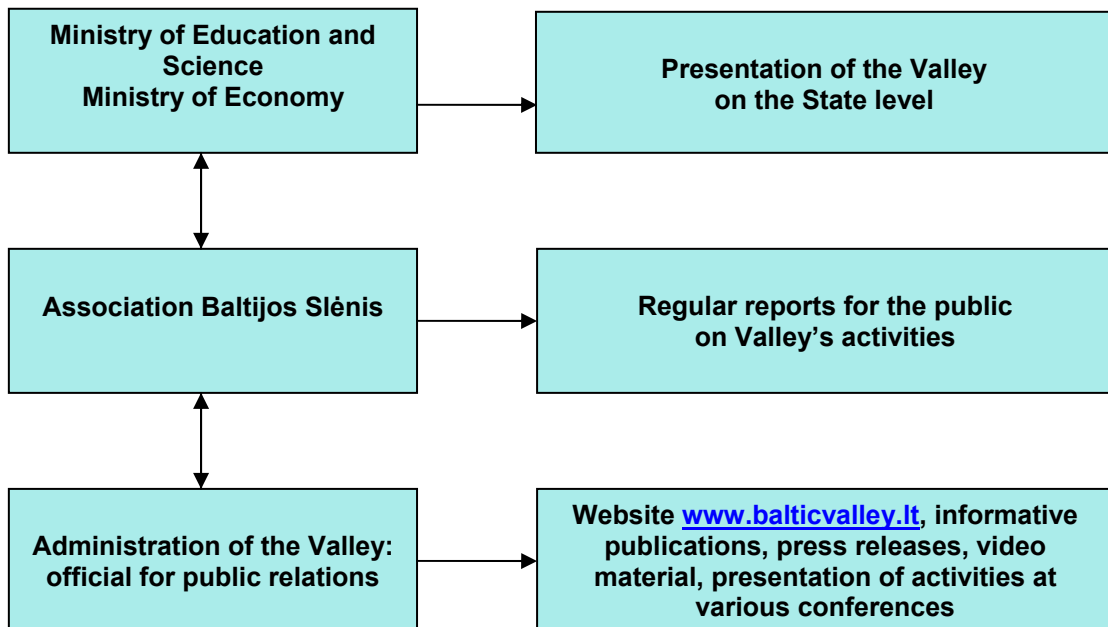 Ministry of Education and
Science
Ministry of Economy
Presentation of the Valley
on the State level
Association Baltijos Slėnis
Regular reports for the public
on Valley's activities
Administration of the Valley:
official for public relations
Website www.balticvalley.lt, informative
publications, press releases, video
material, presentation of activities at
various conferences